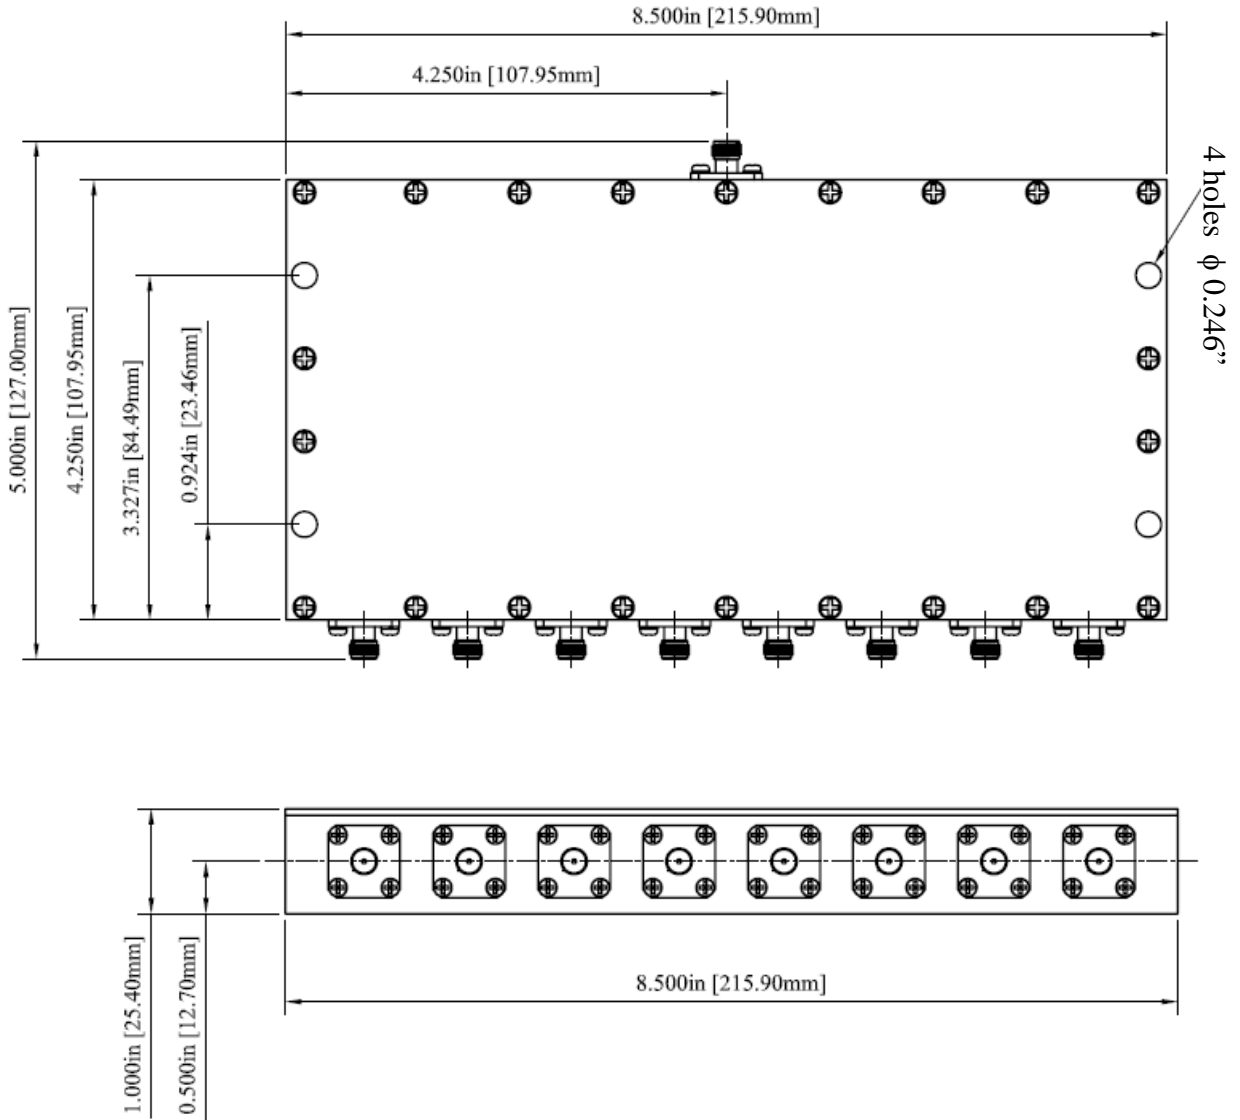 8.500in [215.90mm]
4.250in [107.95mm]
4 holes ϕ 0.246”
5.000in [127.00mm]
4.250in [107.95mm]
3.327in [84.49mm]
0.924in [23.46mm]
8.500in [215.90mm]
1.000in [25.40mm]
0.500in [12.70mm]